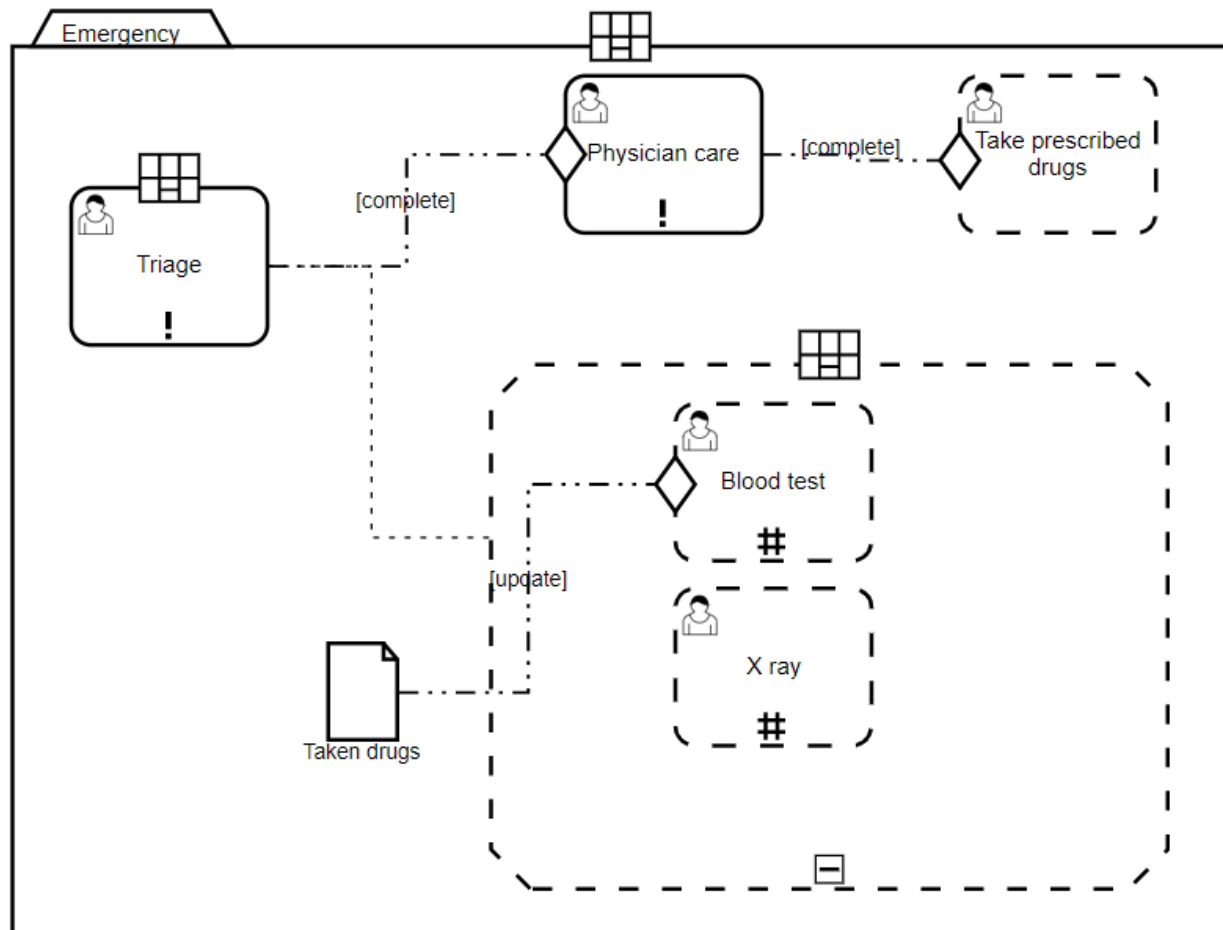 Emergency
Physician care
[complete]
Take prescribed
drugs
[complete]
Triage
!
!
Blood test
#
[update]
X ray
#
Taken drugs